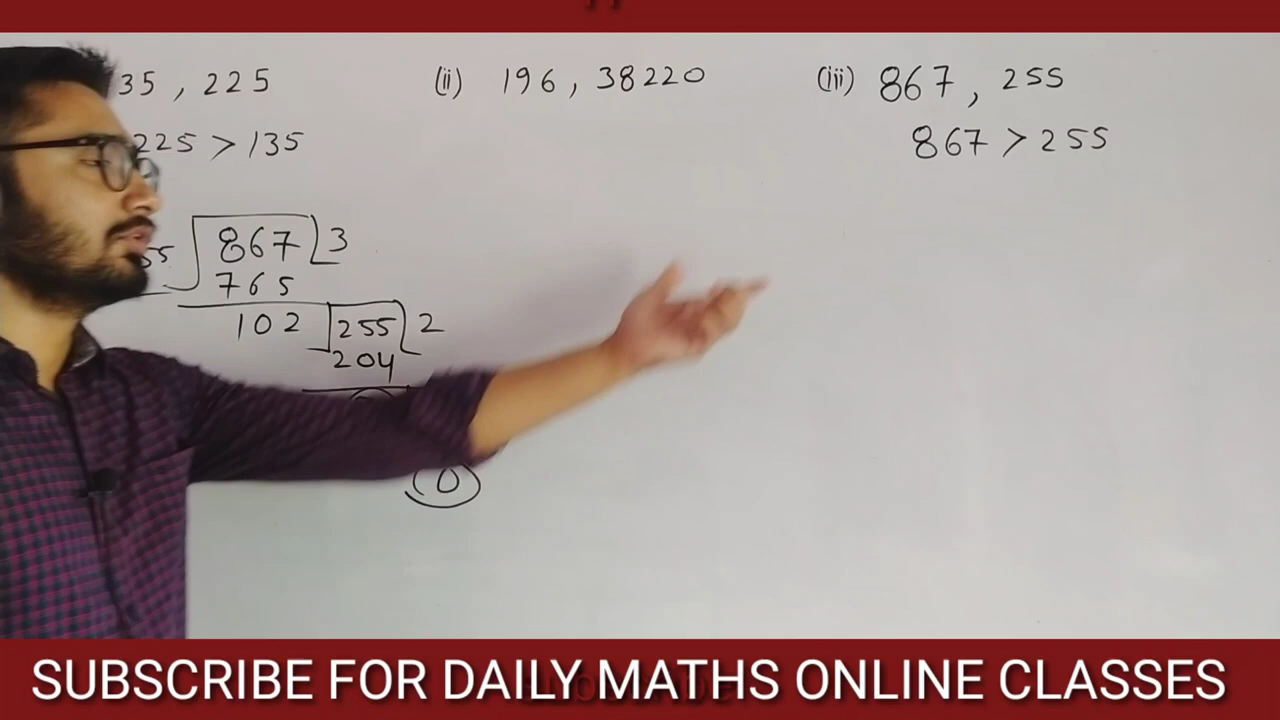 35 , 225
(ii) 196 , 38220
(iii) 867 , 255
225 > 135
867 > 255
867 3
765
102 255 2
204
0
SUBSCRIBE FOR DAILY MATHS ONLINE CLASSES